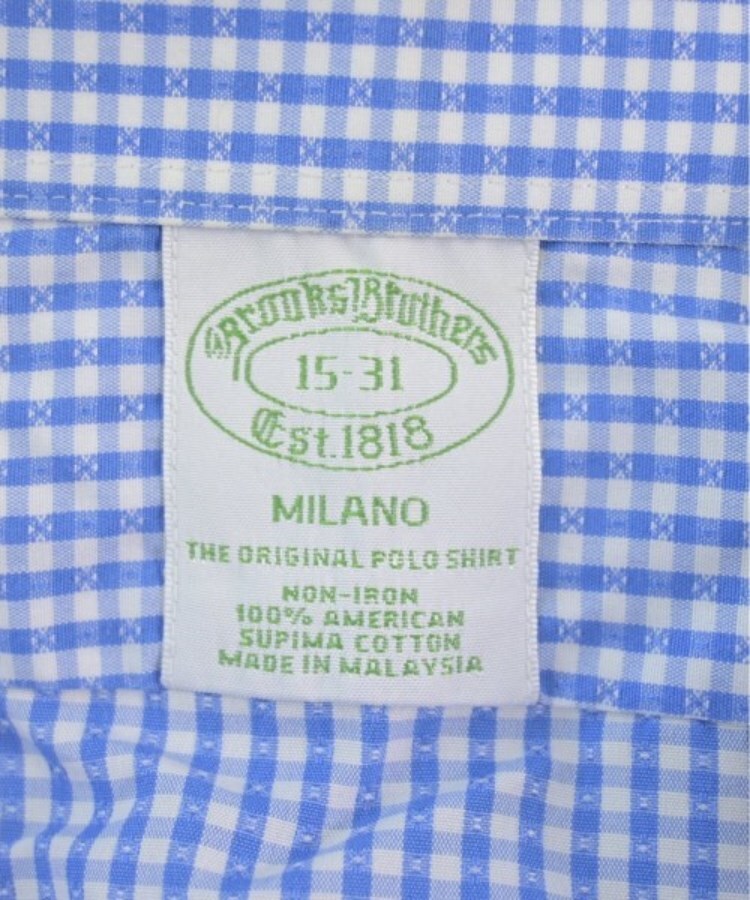 Brooks Brothers
15-31
Est. 1818
MILANO
THE ORIGINAL POLO SHIRT
NON-IRON
100% AMERICAN
SUPIMA COTTON
MADE IN MALAYSIA